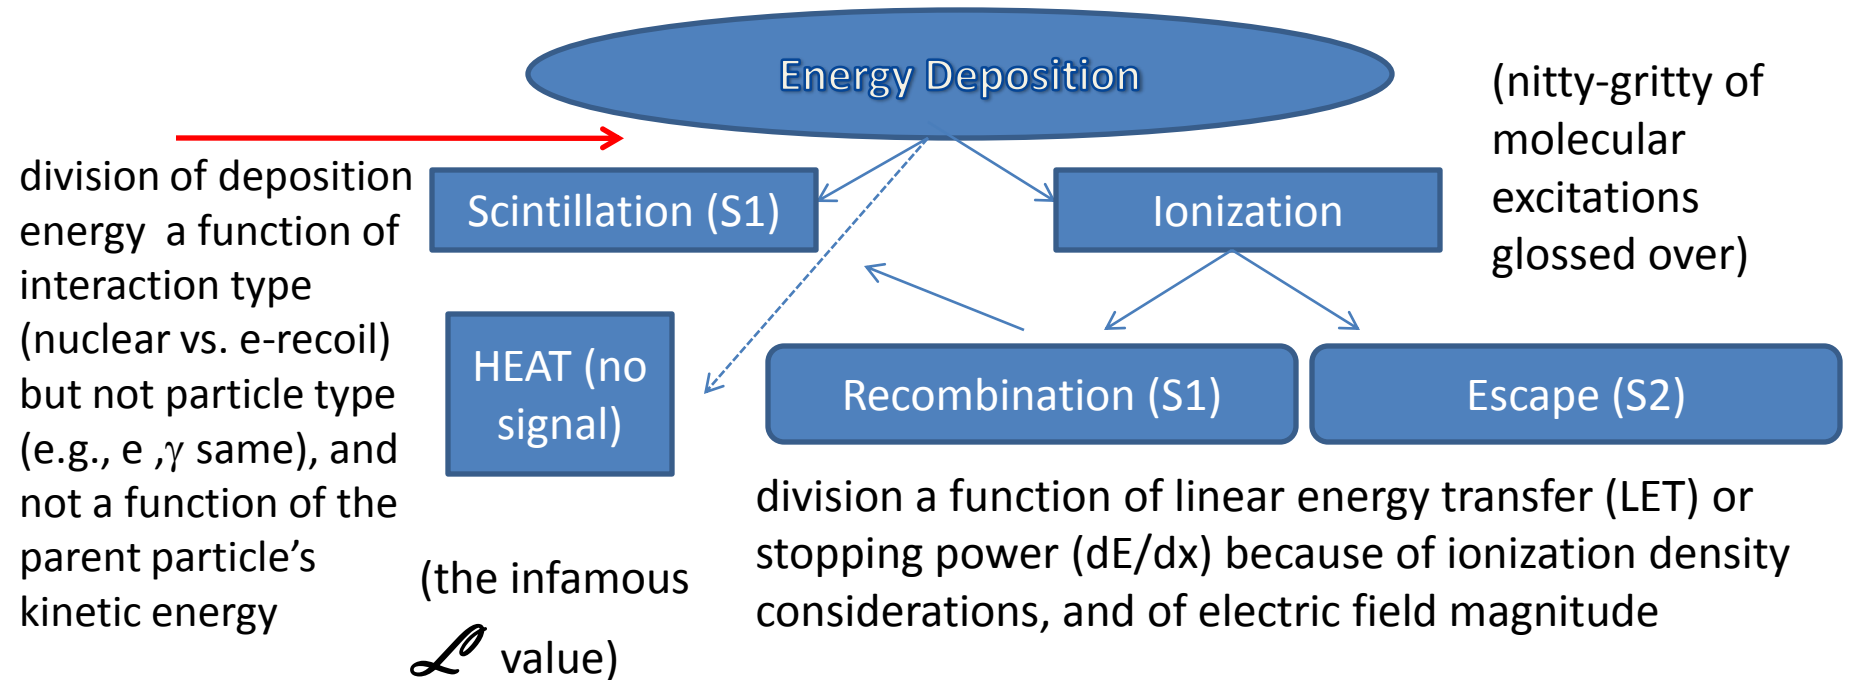 Energy Deposition
(nitty-gritty of
molecular
excitations
glossed over)
division of deposition
energy  a function of
interaction type
(nuclear vs. e-recoil)
but not particle type
(e.g., e ,γ same), and
not a function of the
parent particle’s
kinetic energy
Scintillation (S1)
Ionization
HEAT (no
signal)
Recombination (S1)
Escape (S2)
(the infamous
ℒ value)
division a function of linear energy transfer (LET) or
stopping power (dE/dx) because of ionization density
considerations, and of electric field magnitude